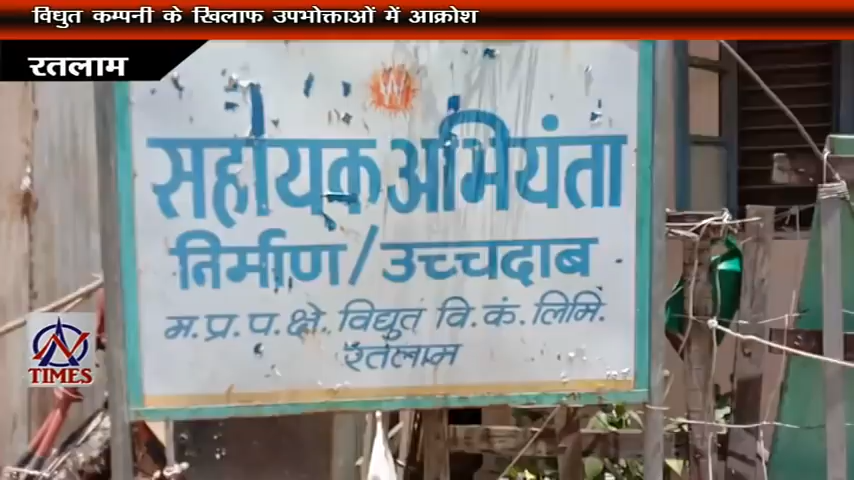 विघुत कम्पनी के खिलाफ उपभोक्ताओं में आक्रोश
रतलाम
सहायक अभियंता
निर्माण/उच्चदाब
म.प्र.प.क्षे. विद्युत वि.कं. लिमि.
रतलाम
TIMES